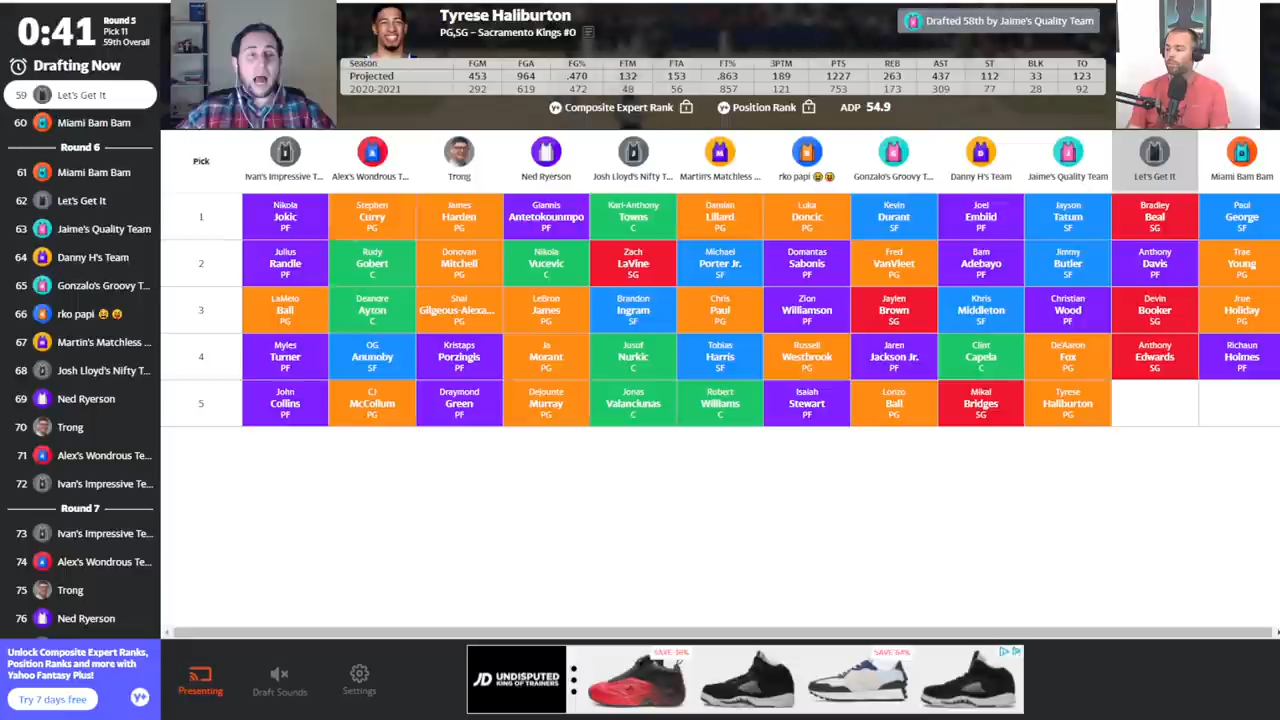 0:41
Round 5
Pick 11
59th Overall
Drafting Now
59 Let's Get It
60 Miami Bam Bam
Round 6
61 Miami Bam Bam
62 Let's Get It
63 Jaime's Quality Team
64 Danny H's Team
65 Gonzalo's Groovy T...
66 rko papi 😢😝
67 Martin's Matchless ...
68 Josh Lloyd's Nifty T...
69 Ned Ryerson
70 Trong
71 Alex's Wondrous Te...
72 Ivan's Impressive Te...
Round 7
73 Ivan's Impressive Te...
74 Alex's Wondrous Te...
75 Trong
76 Ned Ryerson
Unlock Composite Expert Ranks,
Position Ranks and more with
Yahoo Fantasy Plus!
Try 7 days free
Y+
Tyrese Haliburton
PG,SG – Sacramento Kings #0
Drafted 58th by Jaime's Quality Team
Season FGM FGA FG% FTM FTA FT% 3PTM PTS REB AST ST BLK TO
Projected 453 964 .470 132 153 .863 189 1227 263 437 112 33 123
2020-2021 292 619 .472 48 56 .857 121 753 173 309 77 28 92
Y+ Composite Expert Rank Y+ Position Rank ADP 54.9
Pick Ivan's Impressive T... Alex's Wondrous T... Trong Ned Ryerson Josh Lloyd's Nifty T... Martin's Matchless ... rko papi 😢😝 Gonzalo's Groovy T... Danny H's Team Jaime's Quality Team Let's Get It Miami Bam Bam
1
Nikola Stephen James Giannis Karl-Anthony Damian Luka Kevin Joel Jayson Bradley Paul
Jokic Curry Harden Antetokounmpo Towns Lillard Doncic Durant Embiid Tatum Beal George
PF PG PG PF C PG PG SF PF SF SG SF
2
Julius Rudy Donovan Nikola Zach Michael Domantas Fred Bam Jimmy Anthony Trae
Randle Gobert Mitchell Vucevic LaVine Porter Jr. Sabonis VanVleet Adebayo Butler Davis Young
PF C PG C SG SF PF PG PF SF PF PG
3
LaMelo Deandre Shai LeBron Brandon Chris Zion Jaylen Khris Christian Devin Jrue
Ball Ayton Gilgeous-Alexa... James Ingram Paul Williamson Brown Middleton Wood Booker Holiday
PG C PG PG SF PG PF SG SF PF SG PG
4
Myles OG Kristaps Ja Jusuf Tobias Russell Jaren Clint De'Aaron Anthony Richaun
Turner Anunoby Porzingis Morant Nurkic Harris Westbrook Jackson Jr. Capela Fox Edwards Holmes
PF SF PF PG C SF PG PF C PG SG PF
5
John CJ Draymond Dejounte Jonas Robert Isaiah Lonzo Mikal Tyrese
Collins McCollum Green Murray Valanciunas Williams Stewart Ball Bridges Haliburton
PF PG PF PG C C PF PG SG PG
Presenting
Draft Sounds
Settings
JD UNDISPUTED
KING OF TRAINERS